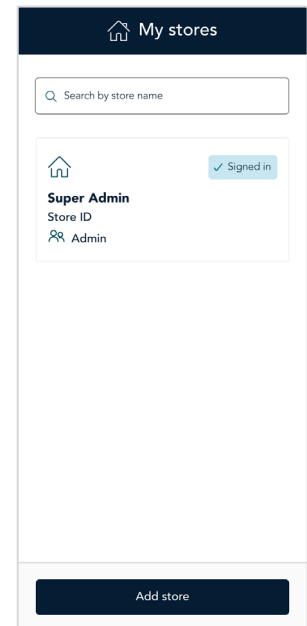 My stores
Search by store name
Signed in
Super Admin
Store ID
Admin
Add store